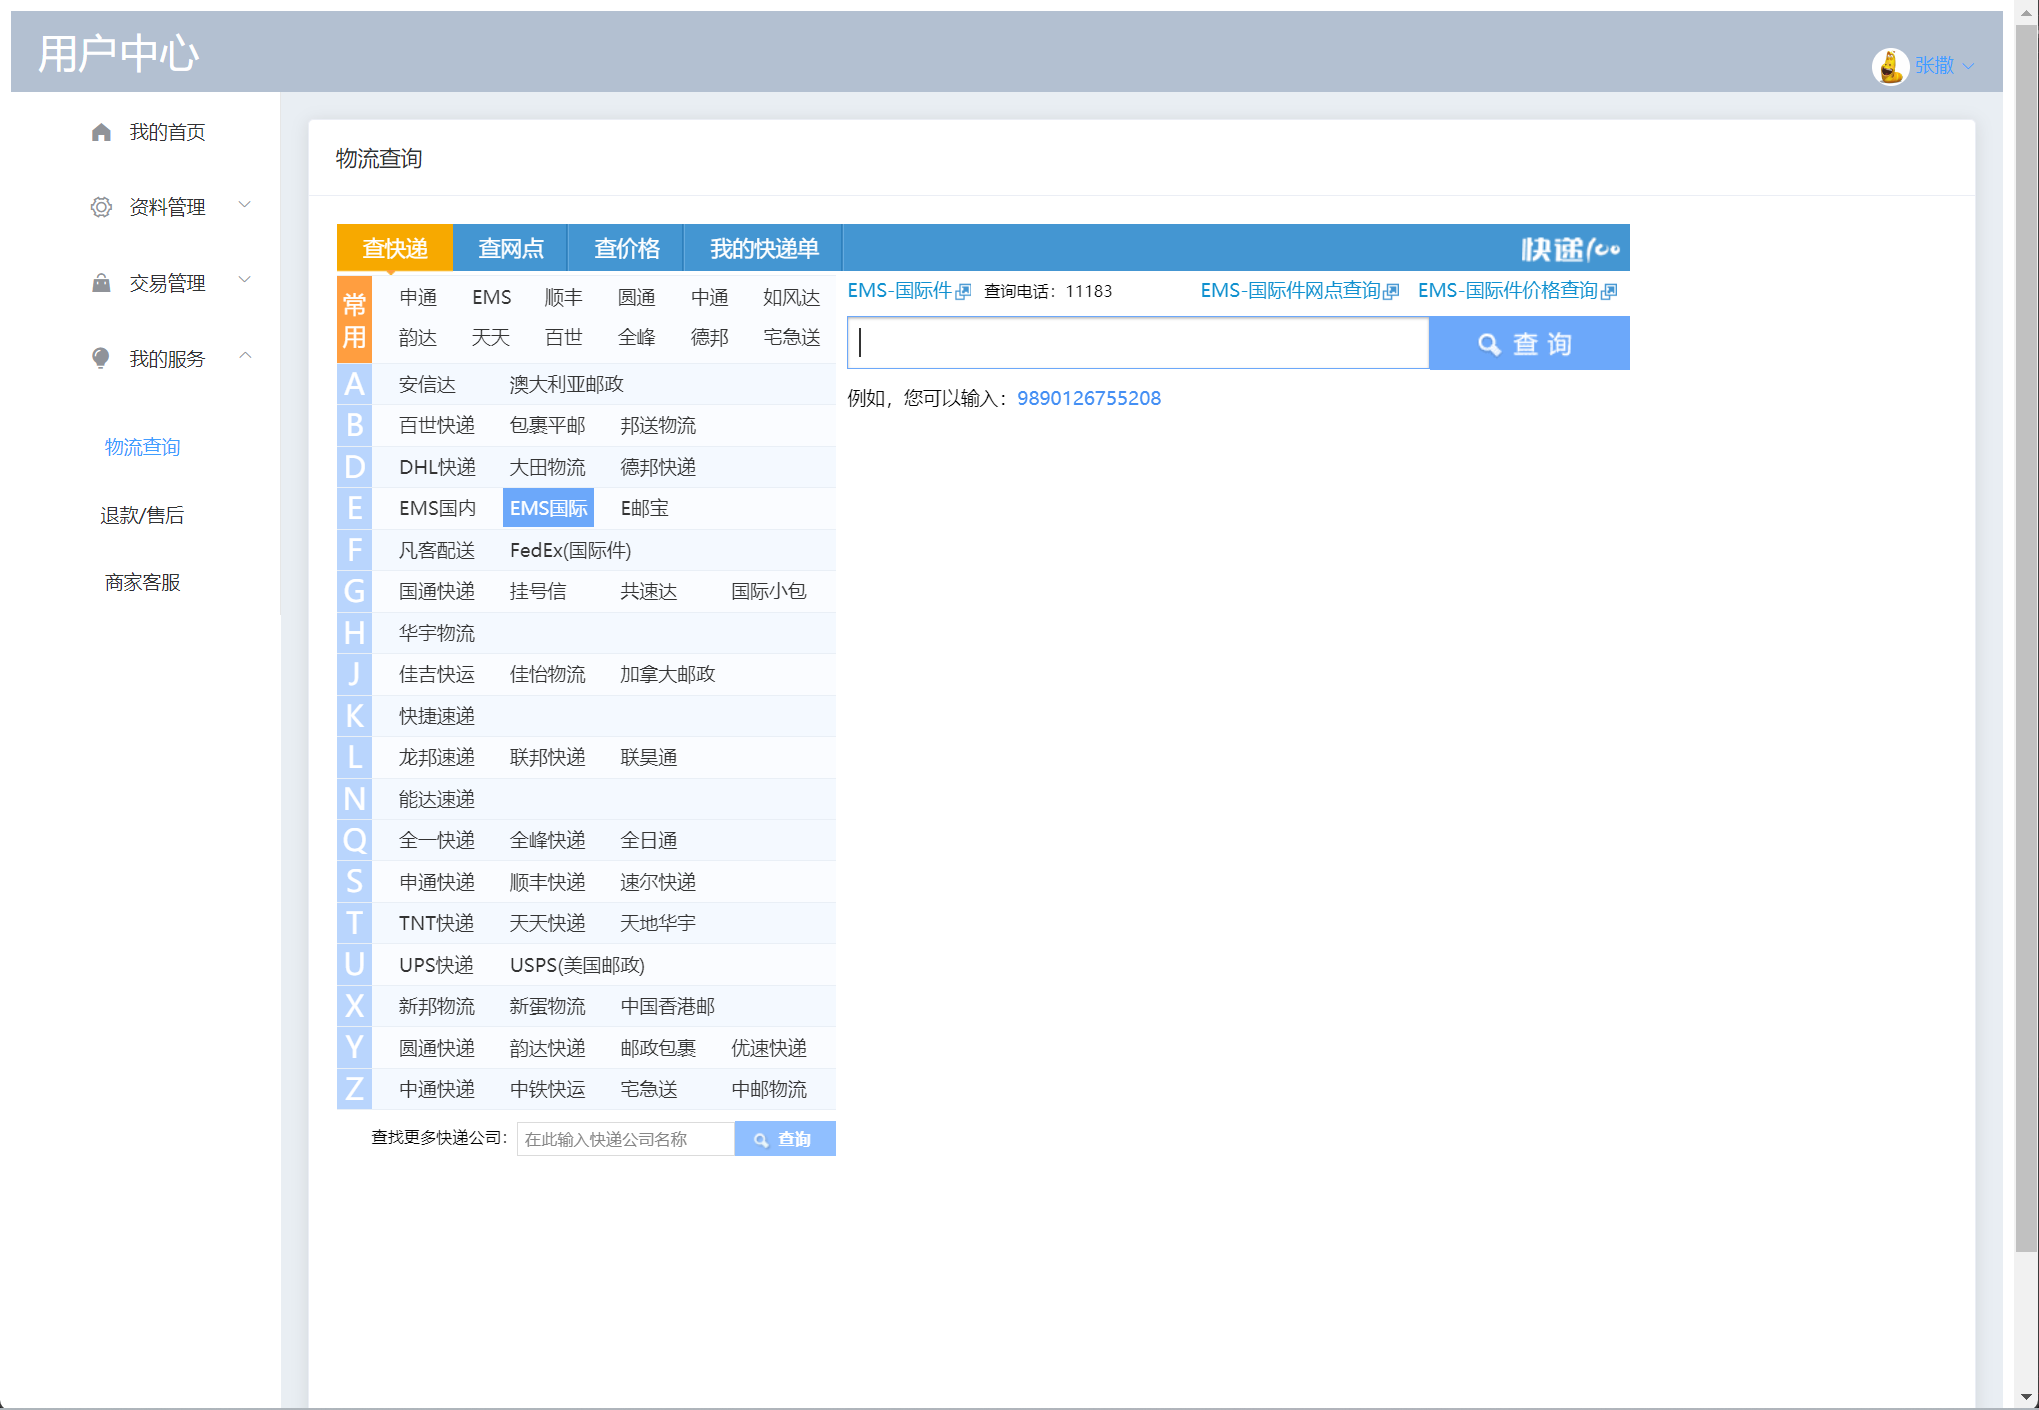 用户中心
张撒
我的首页
资料管理
交易管理
我的服务
物流查询
退款/售后
商家客服
物流查询
查快递 查网点 查价格 我的快递单 快递100
常用
申通 EMS 顺丰 圆通 中通 如风达
韵达 天天 百世 全峰 德邦 宅急送
A 安信达 澳大利亚邮政
B 百世快递 包裹平邮 邦送物流
D DHL快递 大田物流 德邦快递
E EMS国内 EMS国际 E邮宝
F 凡客配送 FedEx(国际件)
G 国通快递 挂号信 共速达 国际小包
H 华宇物流
J 佳吉快运 佳怡物流 加拿大邮政
K 快捷速递
L 龙邦速递 联邦快递 联昊通
N 能达速递
Q 全一快递 全峰快递 全日通
S 申通快递 顺丰快递 速尔快递
T TNT快递 天天快递 天地华宇
U UPS快递 USPS(美国邮政)
X 新邦物流 新蛋物流 中国香港邮
Y 圆通快递 韵达快递 邮政包裹 优速快递
Z 中通快递 中铁快运 宅急送 中邮物流
查找更多快递公司： 在此输入快递公司名称 查询
EMS-国际件 查询电话：11183 EMS-国际件网点查询 EMS-国际件价格查询
查 询
例如，您可以输入：9890126755208